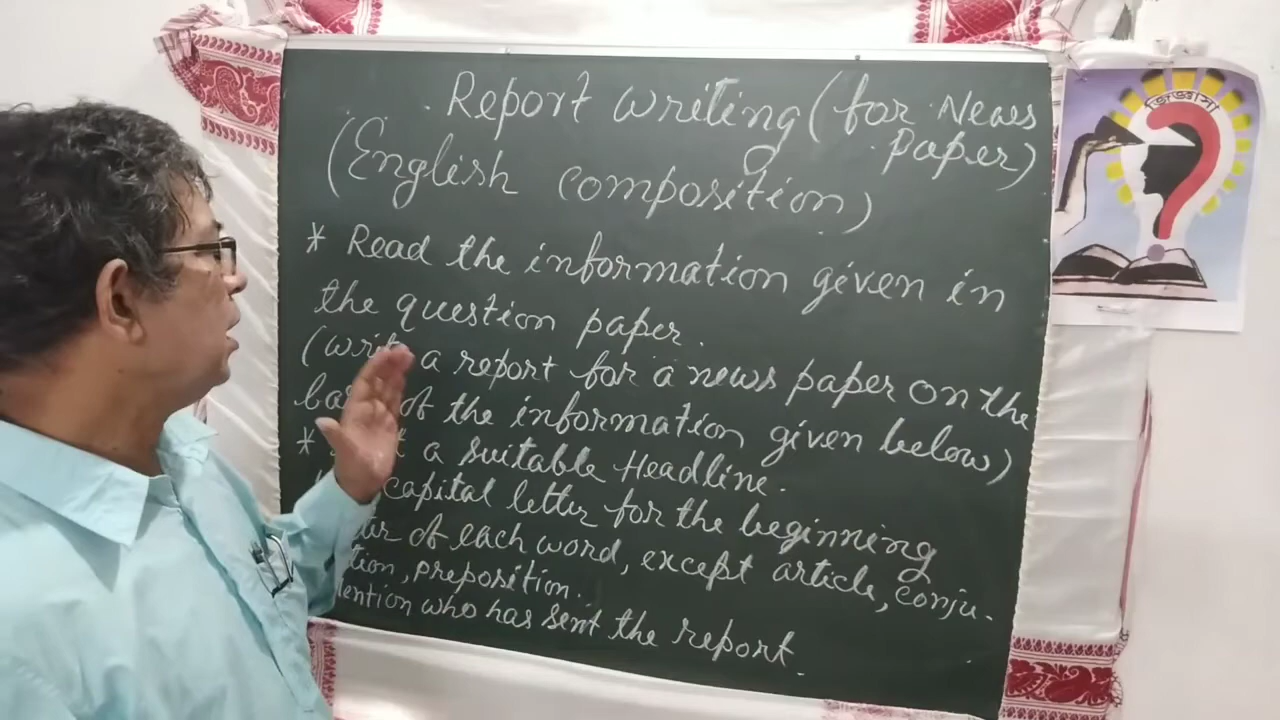 Report writing (for News
paper)
(English composition)
* Read the information given in
the question paper.
(write a report for a news paper on the
of the information given below)
* a suitable Headline.
capital letter for the beginning
of each word, except article, conju-
tion, preposition.
who has sent the report.
জিজ্ঞাসা